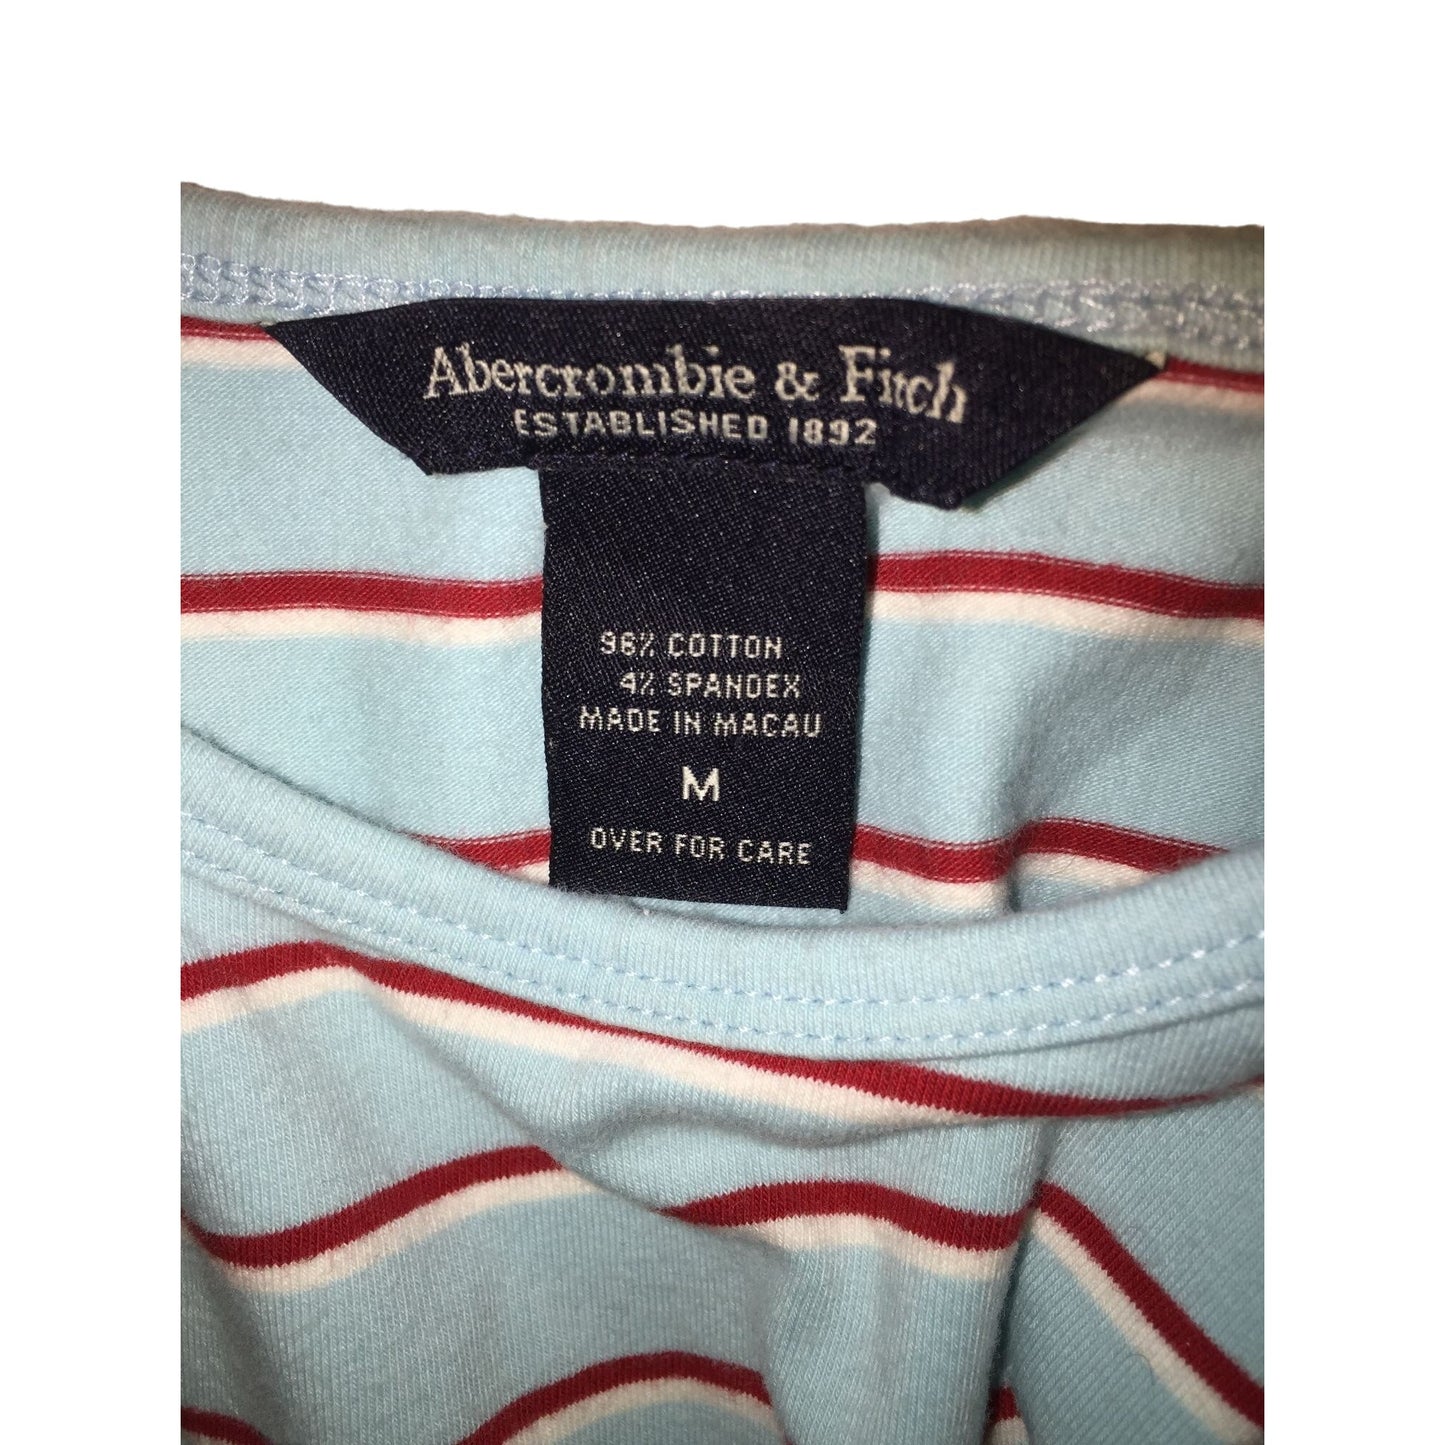 Abercrombie & Fitch
ESTABLISHED 1892
96% COTTON
4% SPANDEX
MADE IN MACAU
M
OVER FOR CARE